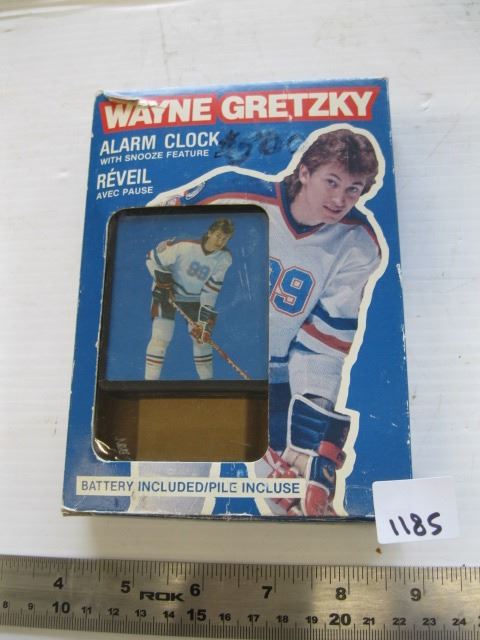 WAYNE GRETZKY
ALARM CLOCK
WITH SNOOZE FEATURE
RÉVEIL
AVEC PAUSE
99
99
BATTERY INCLUDED/PILE INCLUSE
1185
4 5 ROK 6 7 8 9
8 9 10 11 12 13 14 15 16 17 18 19 20 21 22 23 24